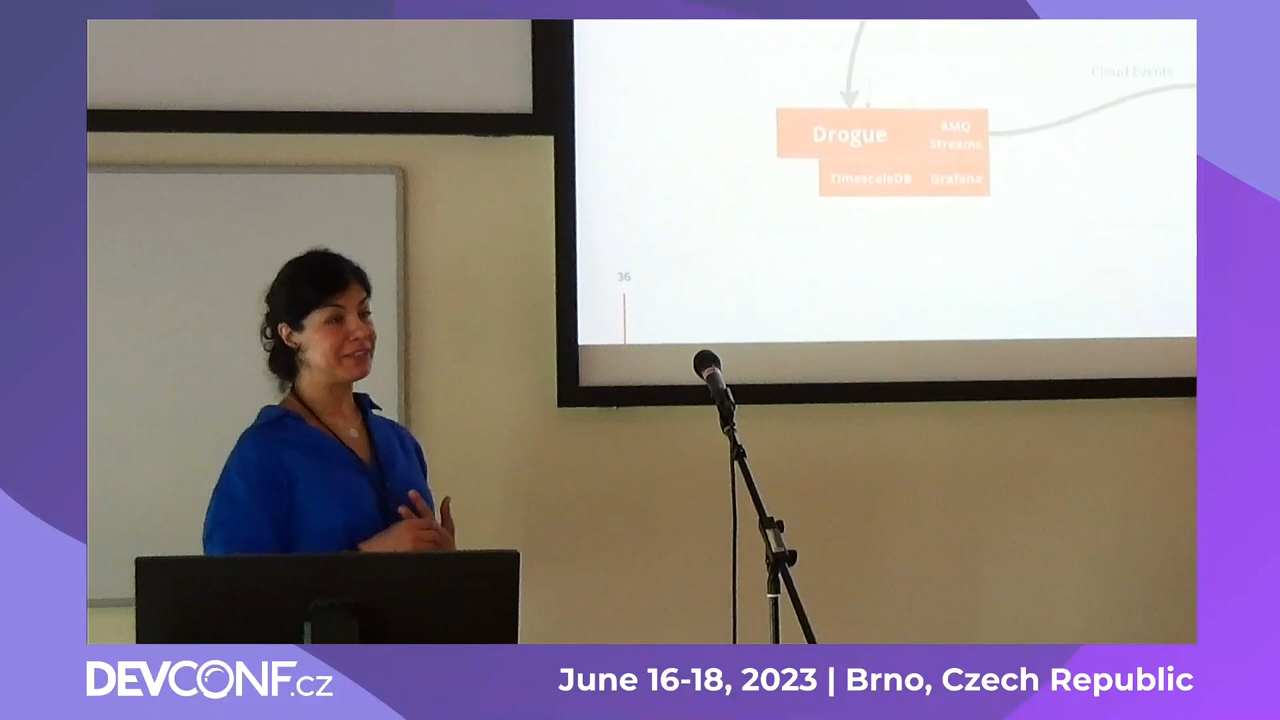 Cloud Events
Drogue
AMQ
Streams
TimescaleDB
Grafana
36
DEVCONF.cz
June 16-18, 2023 | Brno, Czech Republic